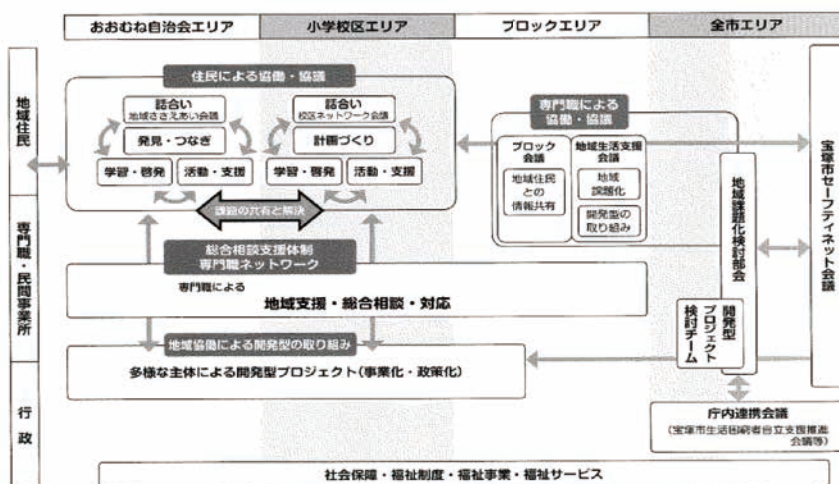 おおむね自治会エリア
小学校区エリア
ブロックエリア
全市エリア
地域住民
専門職・民間事業所
行政
住民による協働・協議
話合い
地域ささえあい会議
発見・つなぎ
学習・啓発
活動・支援
話合い
校区ネットワーク会議
計画づくり
学習・啓発
活動・支援
課題の共有と解決
専門職による
協働・協議
ブロック
会議
地域住民
との
情報共有
地域生活支援
会議
地域
課題化
開発型の
取り組み
地域課題化検討部会
宝塚市セーフティネット会議
総合相談支援体制
専門職ネットワーク
専門職による
地域支援・総合相談・対応
開発型
プロジェクト
検討チーム
地域協働による開発型の取り組み
多様な主体による開発型プロジェクト(事業化・政策化)
庁内連携会議
(宝塚市生活困窮者自立支援推進
会議等)
社会保障・福祉制度・福祉事業・福祉サービス